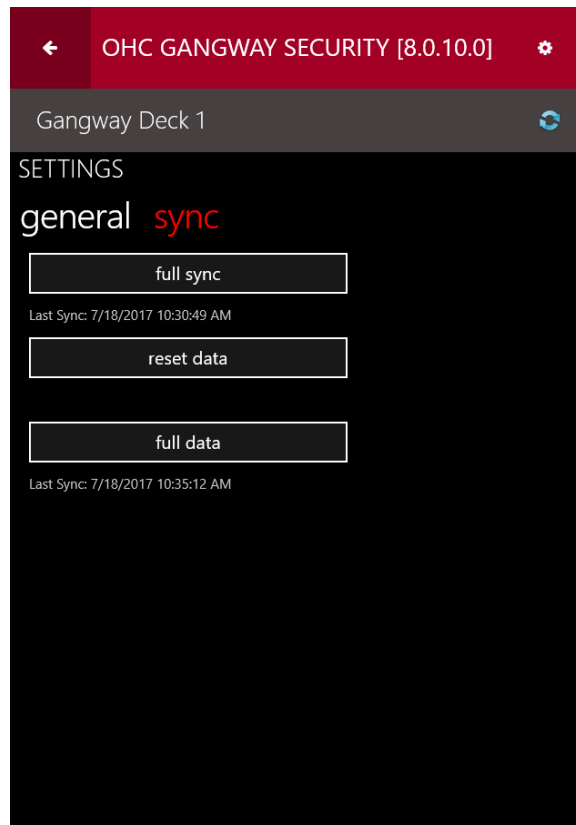 OHC GANGWAY SECURITY [8.0.10.0]
Gangway Deck 1
SETTINGS
general sync
full sync
Last Sync: 7/18/2017 10:30:49 AM
reset data
full data
Last Sync: 7/18/2017 10:35:12 AM